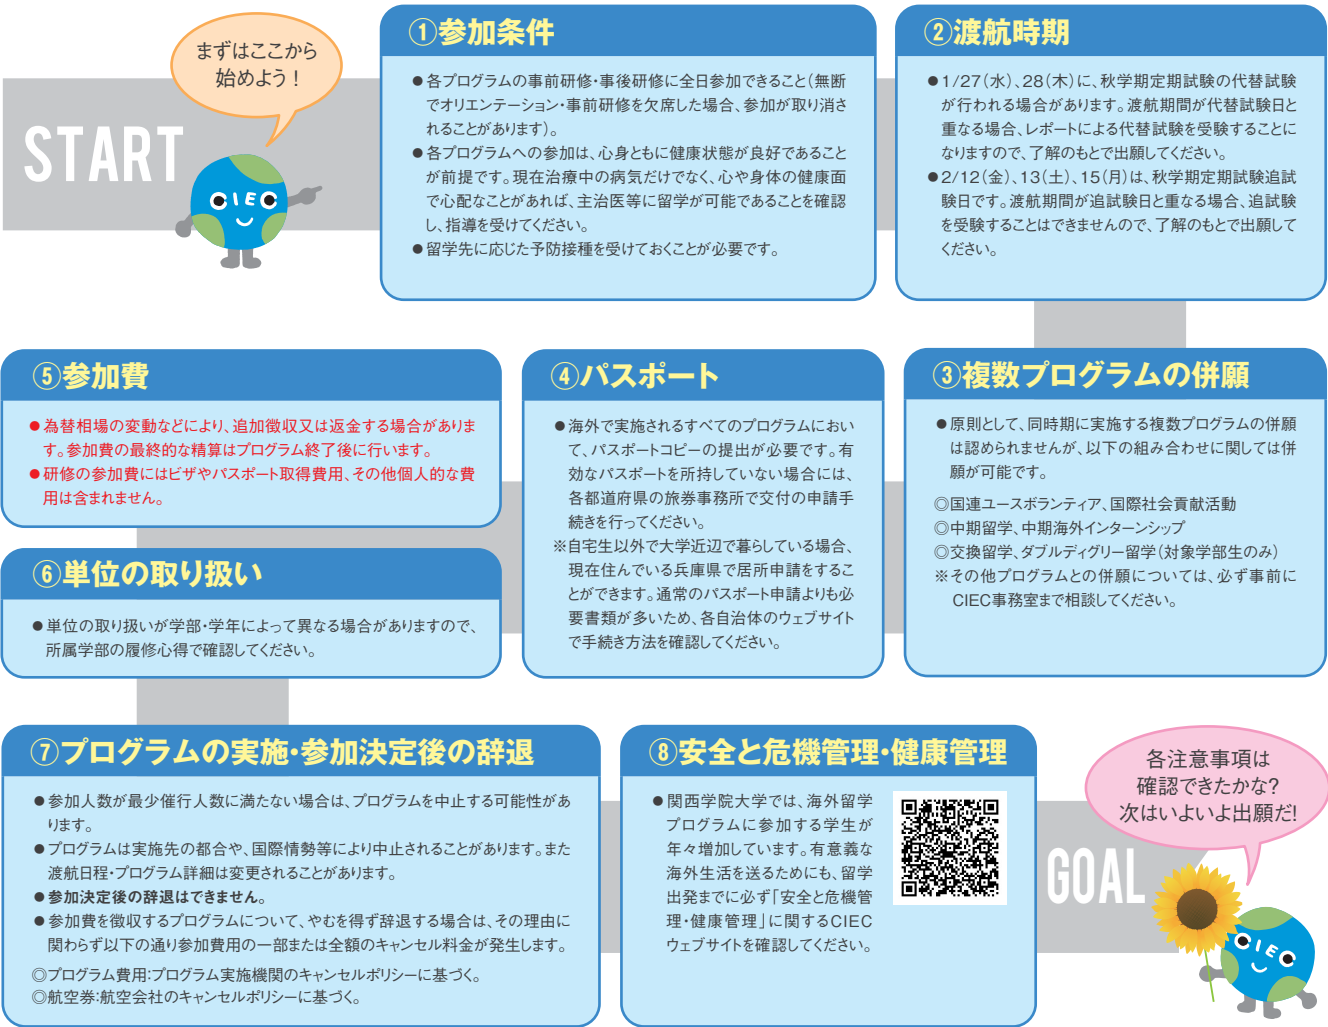 まずはここから
始めよう！
START
CIEC
①参加条件
●各プログラムの事前研修・事後研修に全日参加できること（無断
でオリエンテーション・事前研修を欠席した場合、参加が取り消さ
れることがあります）。
●各プログラムへの参加は、心身ともに健康状態が良好であること
が前提です。現在治療中の病気だけでなく、心や身体の健康面
で心配なことがあれば、主治医等に留学が可能であることを確認
し、指導を受けてください。
●留学先に応じた予防接種を受けておくことが必要です。
②渡航時期
●1/27（水）、28（木）に、秋学期定期試験の代替試験
が行われる場合があります。渡航期間が代替試験日と
重なる場合、レポートによる代替試験を受験することに
なりますので、了解のもとで出願してください。
●2/12（金）、13（土）、15（月）は、秋学期定期試験追試
験日です。渡航期間が追試験日と重なる場合、追試験
を受験することはできませんので、了解のもとで出願して
ください。
③複数プログラムの併願
●原則として、同時期に実施する複数プログラムの併願
は認められませんが、以下の組み合わせに関しては併
願が可能です。
◎国連ユースボランティア、国際社会貢献活動
◎中期留学、中期海外インターンシップ
◎交換留学、ダブルディグリー留学（対象学部生のみ）
※その他プログラムとの併願については、必ず事前に
CIEC事務室まで相談してください。
④パスポート
●海外で実施されるすべてのプログラムにおい
て、パスポートコピーの提出が必要です。有
効なパスポートを所持していない場合には、
各都道府県の旅券事務所で交付の申請手
続きを行ってください。
※自宅生以外で大学近辺で暮らしている場合、
現在住んでいる兵庫県で居所申請をするこ
とができます。通常のパスポート申請よりも必
要書類が多いため、各自治体のウェブサイト
で手続き方法を確認してください。
⑤参加費
●為替相場の変動などにより、追加徴収又は返金する場合がありま
す。参加費の最終的な精算はプログラム終了後に行います。
●研修の参加費にはビザやパスポート取得費用、その他個人的な費
用は含まれません。
⑥単位の取り扱い
●単位の取り扱いが学部・学年によって異なる場合がありますので、
所属学部の履修心得で確認してください。
⑦プログラムの実施・参加決定後の辞退
●参加人数が最少催行人数に満たない場合は、プログラムを中止する可能性があ
ります。
●プログラムは実施先の都合や、国際情勢等により中止されることがあります。また
渡航日程・プログラム詳細は変更されることがあります。
●参加決定後の辞退はできません。
●参加費を徴収するプログラムについて、やむを得ず辞退する場合は、その理由に
関わらず以下の通り参加費用の一部または全額のキャンセル料金が発生します。
◎プログラム費用：プログラム実施機関のキャンセルポリシーに基づく。
◎航空券：航空会社のキャンセルポリシーに基づく。
⑧安全と危機管理・健康管理
●関西学院大学では、海外留学
プログラムに参加する学生が
年々増加しています。有意義な
海外生活を送るためにも、留学
出発までに必ず「安全と危機管
理・健康管理」に関するCIEC
ウェブサイトを確認してください。
各注意事項は
確認できたかな？
次はいよいよ出願だ！
GOAL
CIEC